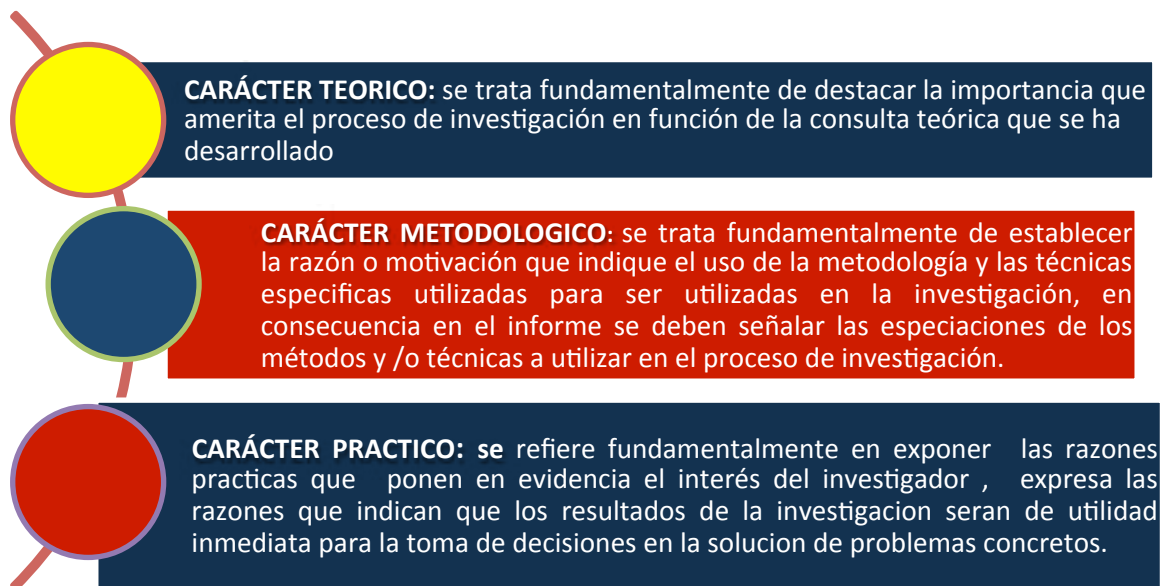 CARÁCTER TEORICO: se trata fundamentalmente de destacar la importancia que
amerita el proceso de investigación en función de la consulta teórica que se ha
desarrollado
CARÁCTER METODOLOGICO: se trata fundamentalmente de establecer
la razón o motivación que indique el uso de la metodología y las técnicas
especificas utilizadas para ser utilizadas en la investigación, en
consecuencia en el informe se deben señalar las especiaciones de los
métodos y /o técnicas a utilizar en el proceso de investigación.
CARÁCTER PRACTICO: se refiere fundamentalmente en exponer las razones
practicas que ponen en evidencia el interés del investigador , expresa las
razones que indican que los resultados de la investigacion seran de utilidad
inmediata para la toma de decisiones en la solucion de problemas concretos.